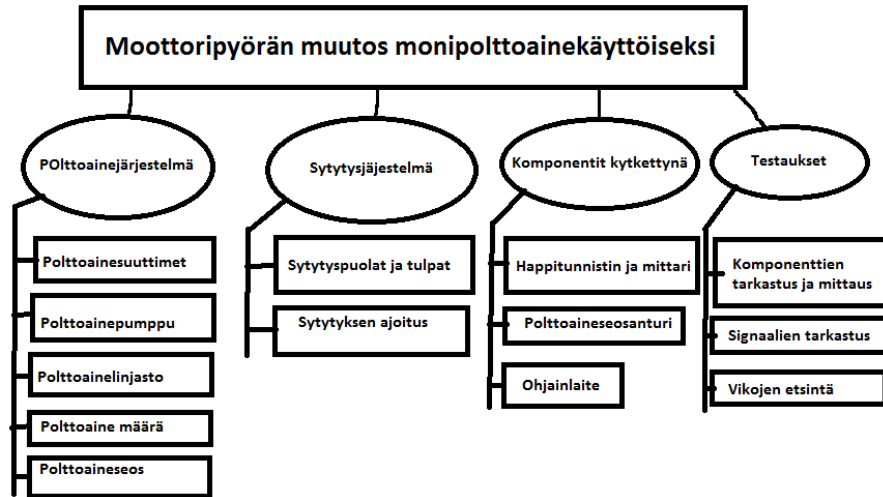 Moottoripyörän muutos monipolttoainekäyttöiseksi
POlttoainejärjestelmä
Sytytysjäjestelmä
Komponentit kytkettynä
Testaukset
Polttoainesuuttimet
Polttoainepumppu
Polttoainelinjasto
Polttoaine määrä
Polttoaineseos
Sytytyspuolat ja tulpat
Sytytyksen ajoitus
Happitunnistin ja mittari
Polttoaineseosanturi
Ohjainlaite
Komponenttien
tarkastus ja mittaus
Signaalien tarkastus
Vikojen etsintä